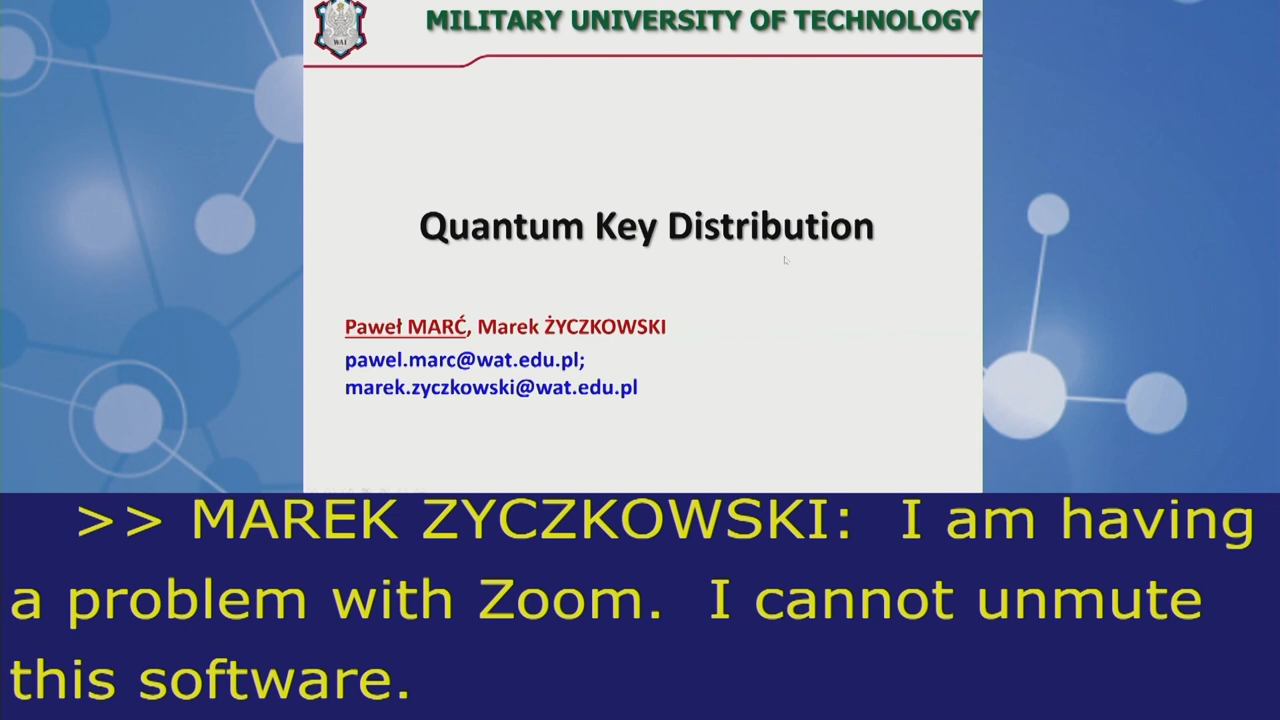 MILITARY UNIVERSITY OF TECHNOLOGY
WAT
Quantum Key Distribution
Paweł MARĆ, Marek ŻYCZKOWSKI
pawel.marc@wat.edu.pl;
marek.zyczkowski@wat.edu.pl
>> MAREK ZYCZKOWSKI: I am having
a problem with Zoom. I cannot unmute
this software.